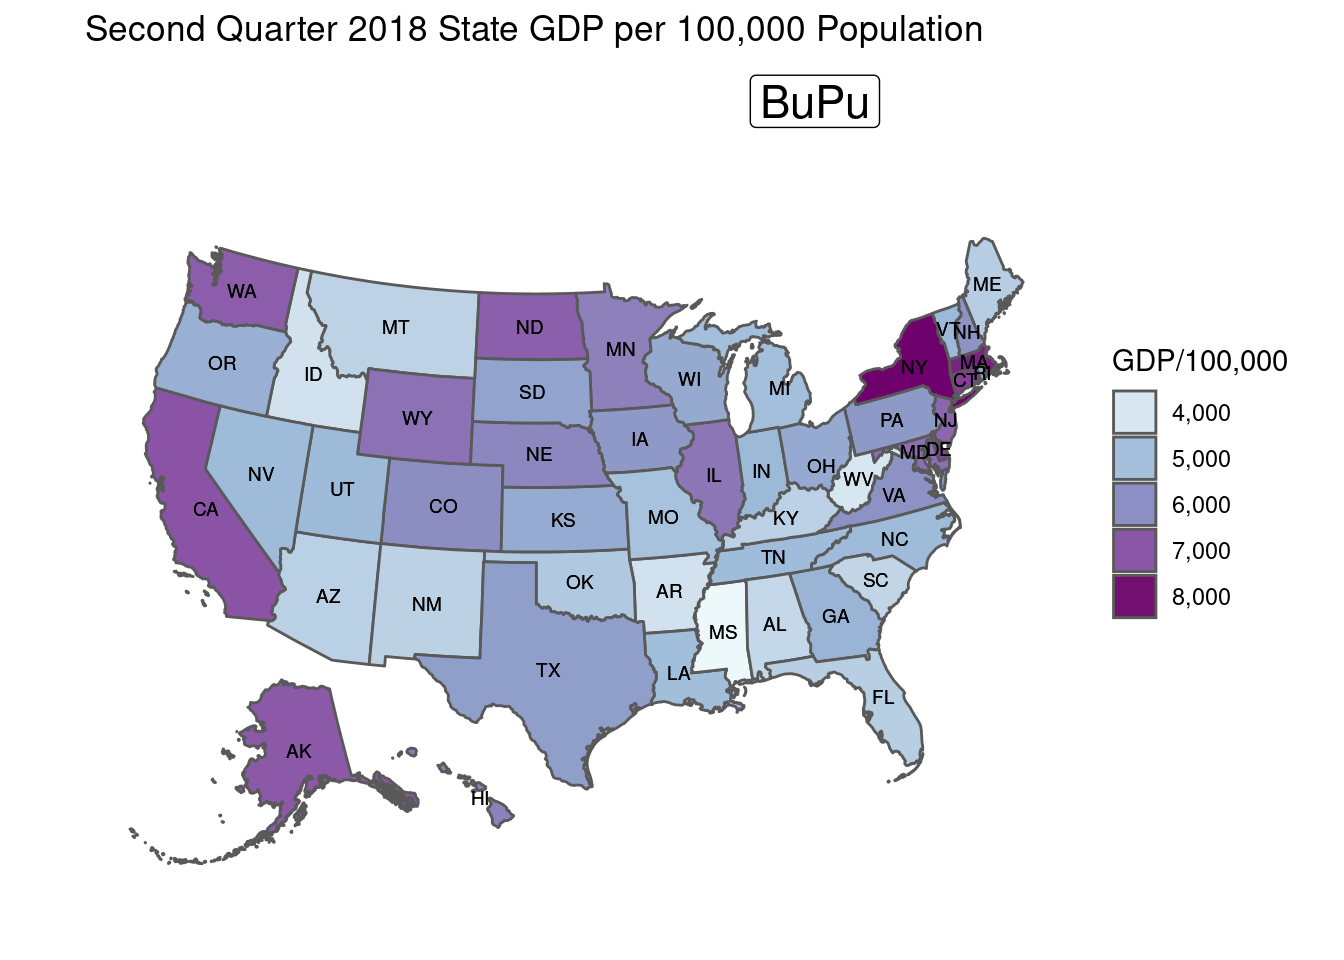 Second Quarter 2018 State GDP per 100,000 Population
BuPu
ME
WA
MT
ND
VT
NH
MN
OR
NY
MA
ID
RI
WI
CT
MI
SD
WY
PA
NJ
IA
MD
DE
NE
OH
NV
IL
IN
WV
UT
VA
CO
CA
KS
MO
KY
NC
TN
OK
SC
AR
AZ
NM
GA
AL
MS
TX
LA
FL
AK
HI
GDP/100,000
4,000
5,000
6,000
7,000
8,000